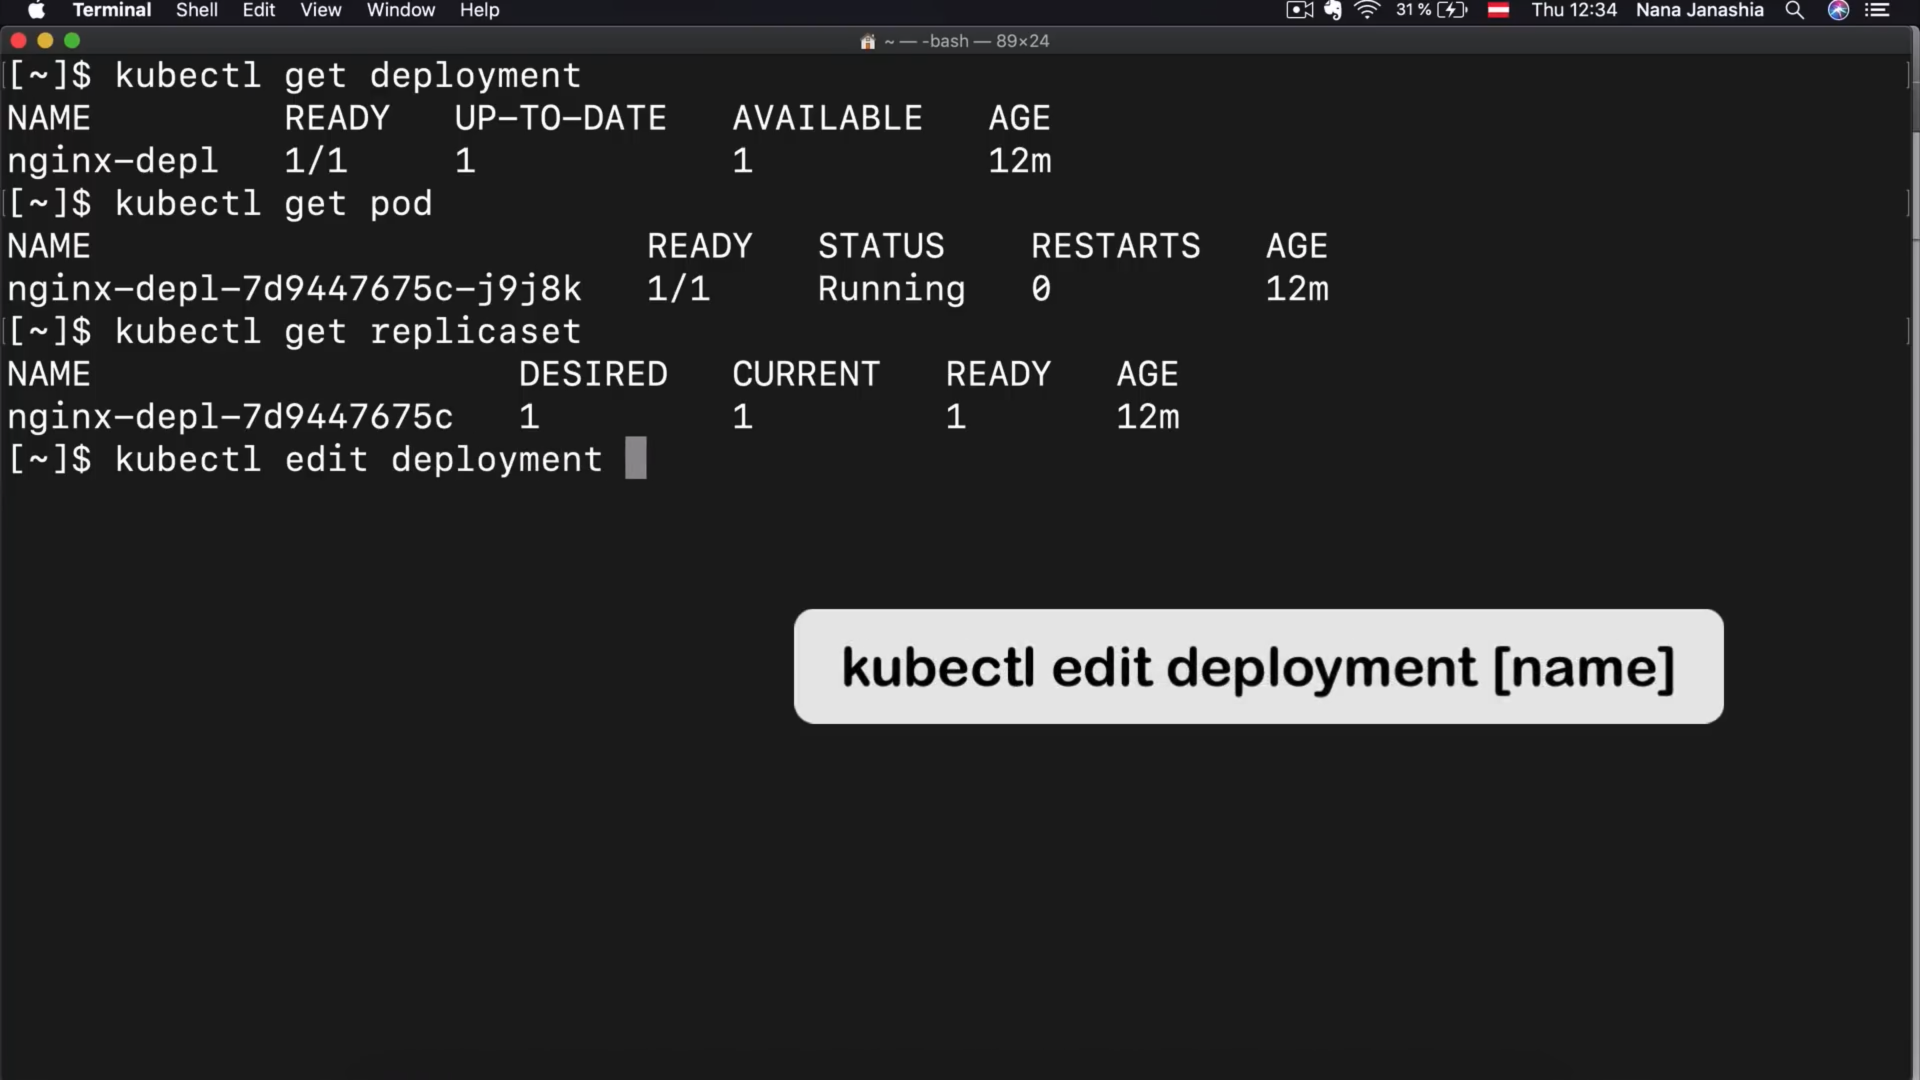 Terminal Shell Edit View Window Help 31% Thu 12:34 Nana Janashia
~ — -bash — 89×24
[~]$ kubectl get deployment
NAME READY UP-TO-DATE AVAILABLE AGE
nginx-depl 1/1 1 1 12m
[~]$ kubectl get pod
NAME READY STATUS RESTARTS AGE
nginx-depl-7d9447675c-j9j8k 1/1 Running 0 12m
[~]$ kubectl get replicaset
NAME DESIRED CURRENT READY AGE
nginx-depl-7d9447675c 1 1 1 12m
[~]$ kubectl edit deployment
kubectl edit deployment [name]